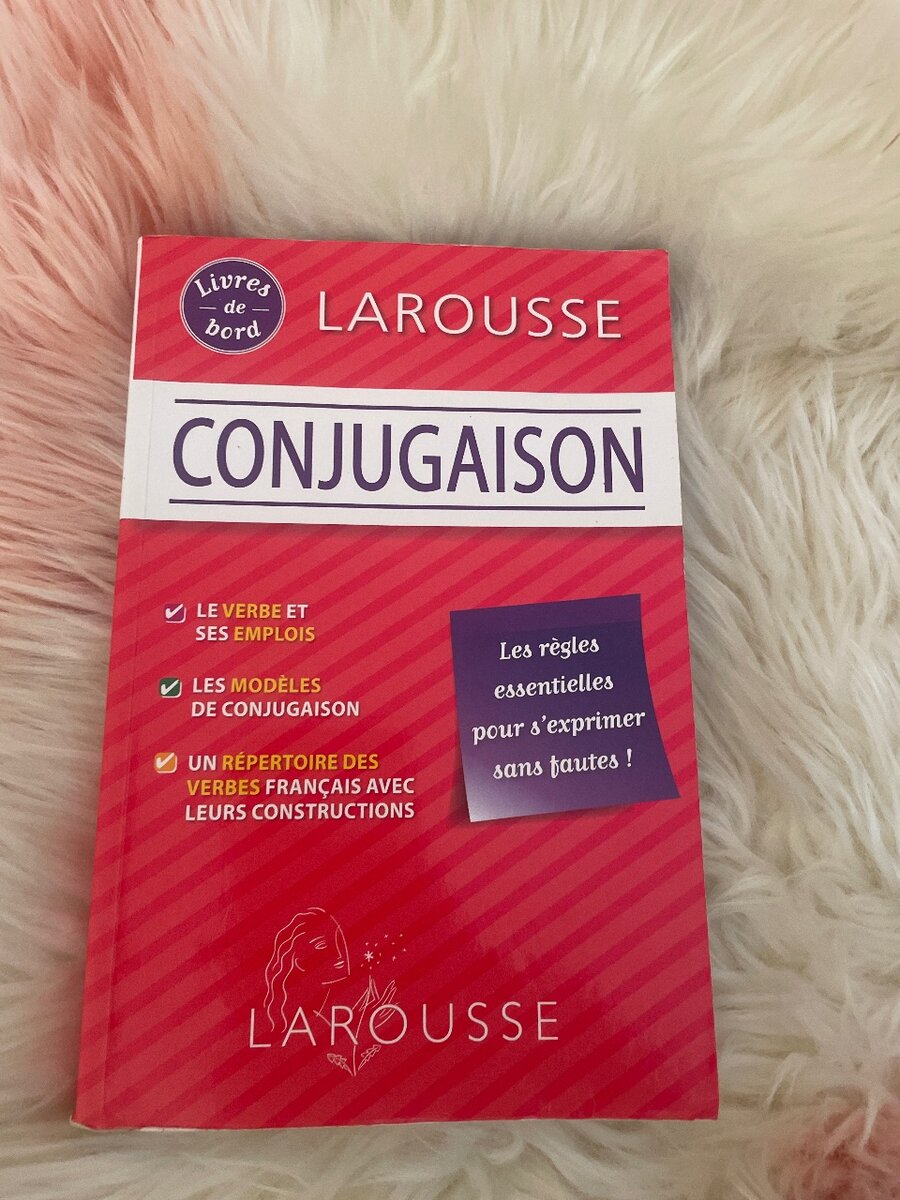 Livres
de
bord
LAROUSSE
CONJUGAISON
LE VERBE ET
SES EMPLOIS
LES MODÈLES
DE CONJUGAISON
UN RÉPERTOIRE DES
VERBES FRANÇAIS AVEC
LEURS CONSTRUCTIONS
Les règles
essentielles
pour s'exprimer
sans fautes !
LAROUSSE